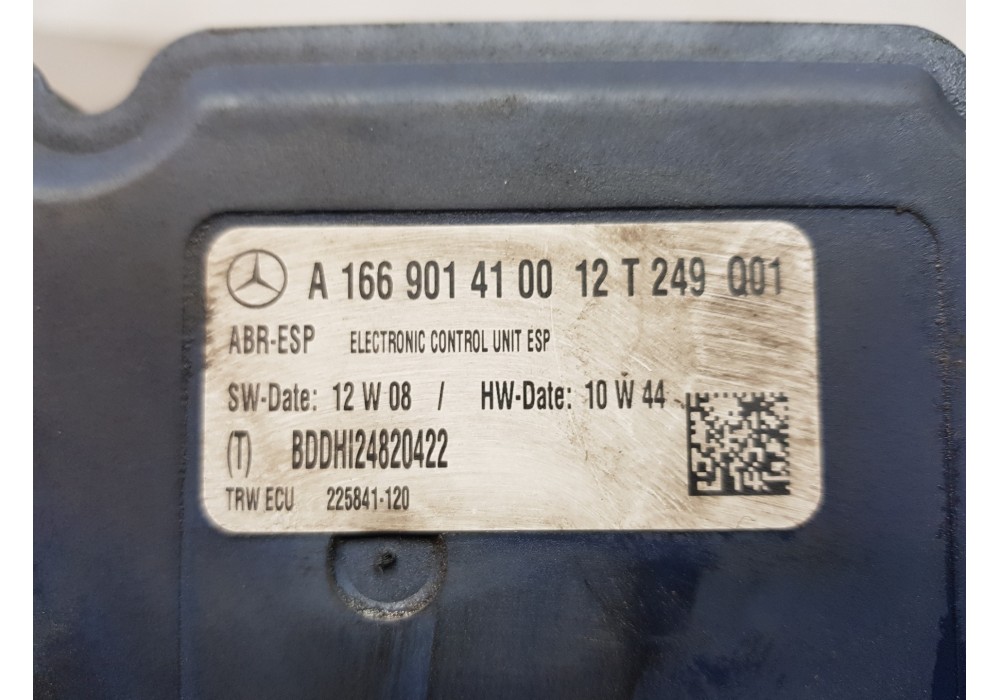 A 166 901 41 00 12 T 249 Q01
ABR-ESP ELECTRONIC CONTROL UNIT ESP
SW-Date: 12 W 08 / HW-Date: 10 W 44
(T) BDDHI24820422
TRW ECU 225841-120